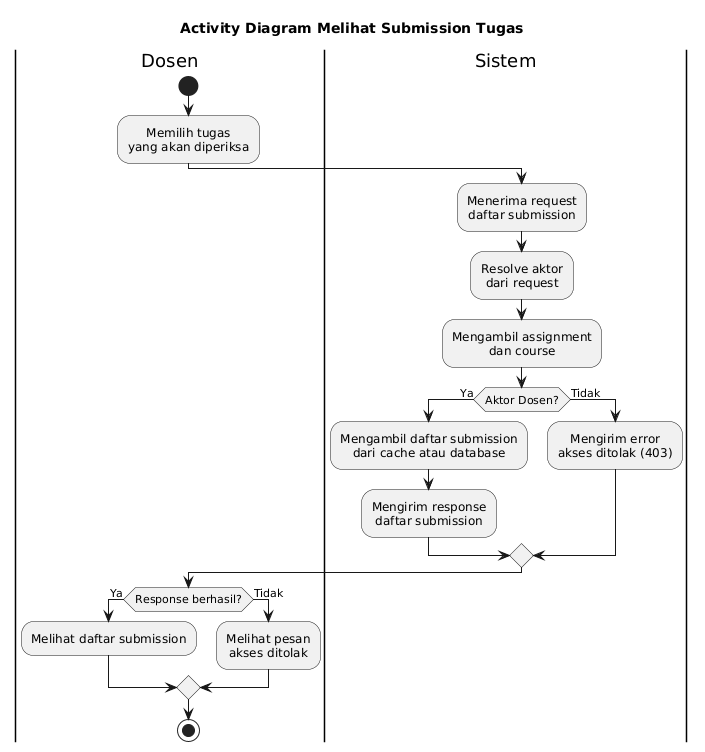 Activity Diagram Melihat Submission Tugas
Dosen
Sistem
Memilih tugas
yang akan diperiksa
Menerima request
daftar submission
Resolve aktor
dari request
Mengambil assignment
dan course
Ya
Aktor Dosen?
Tidak
Mengambil daftar submission
dari cache atau database
Mengirim error
akses ditolak (403)
Mengirim response
daftar submission
Ya
Response berhasil?
Tidak
Melihat daftar submission
Melihat pesan
akses ditolak